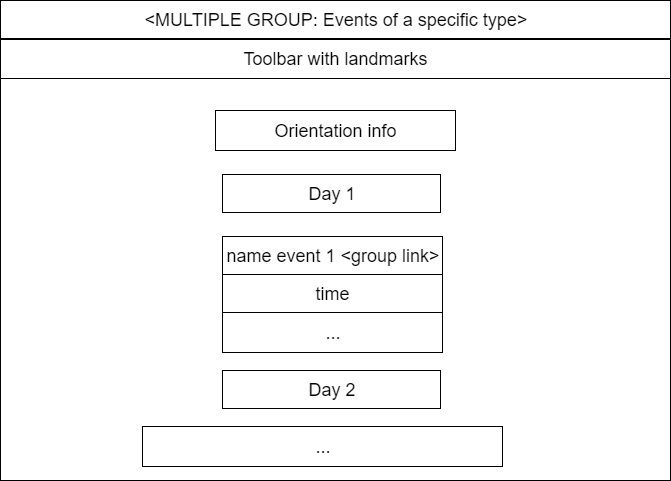 <MULTIPLE GROUP: Events of a specific type>
Toolbar with landmarks
Orientation info
Day 1
name event 1 <group link>
time
...
Day 2
...